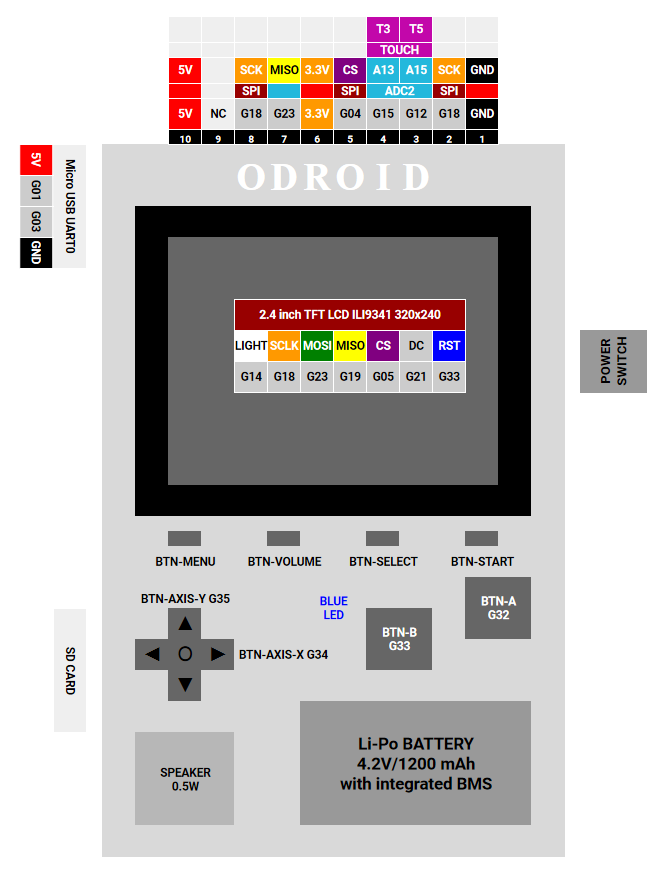 T3 T5
TOUCH
5V SCK MISO 3.3V CS A13 A15 SCK GND
SPI SPI ADC2 SPI
5V NC G18 G23 3.3V G04 G15 G12 G18 GND
10 9 8 7 6 5 4 3 2 1
ODROID
5V
G01
G03
GND
Micro USB UART0
2.4 inch TFT LCD ILI9341 320x240
LIGHT SCLK MOSI MISO CS DC RST
G14 G18 G23 G19 G05 G21 G33
POWER
SWITCH
BTN-MENU BTN-VOLUME BTN-SELECT BTN-START
BTN-AXIS-Y G35
BTN-AXIS-X G34
BLUE
LED
BTN-B
G33
BTN-A
G32
SD CARD
SPEAKER
0.5W
Li-Po BATTERY
4.2V/1200 mAh
with integrated BMS